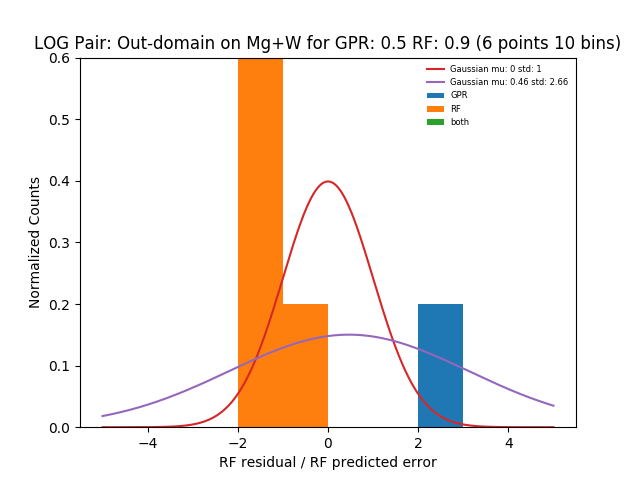 LOG Pair: Out-domain on Mg+W for GPR: 0.5 RF: 0.9 (6 points 10 bins)
Gaussian mu: 0 std: 1
Gaussian mu: 0.46 std: 2.66
GPR
RF
both
Normalized Counts
0.6
0.5
0.4
0.3
0.2
0.1
0.0
−4 −2 0 2 4
RF residual / RF predicted error